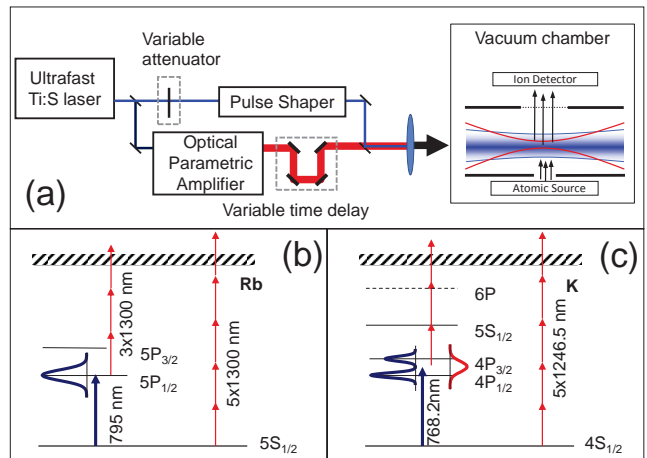 (a)
Ultrafast
Ti:S laser
Variable
attenuator
Pulse Shaper
Optical
Parametric
Amplifier
Variable time delay
Vacuum chamber
Ion Detector
Atomic Source
(b)
Rb
3x1300 nm
5P3/2
5P1/2
795 nm
5x1300 nm
5S1/2
(c)
K
6P
5S1/2
4P3/2
4P1/2
768.2nm
5x1246.5 nm
4S1/2